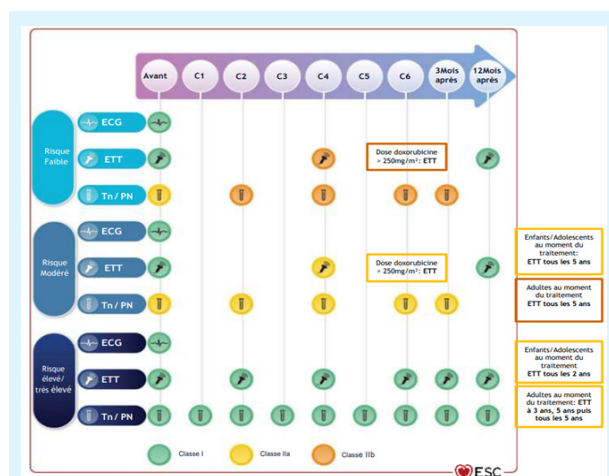 Avant C1 C2 C3 C4 C5 C6 3Mois après 12Mois après
Risque Faible
ECG
ETT
Dose doxorubicine
> 250mg/m²: ETT
Tn / PN
Risque Modéré
ECG
ETT
Dose doxorubicine
> 250mg/m²: ETT
Tn / PN
Enfants/Adolescents
au moment du
traitement:
ETT tous les 5 ans
Adultes au moment
du traitement
ETT tous les 5 ans
Risque
élevé/
très élevé
ECG
ETT
Tn / PN
Enfants/Adolescents
au moment du
traitement
ETT tous les 2 ans
Adultes au moment
du traitement: ETT
à 3 ans, 5 ans puis
tous les 5 ans
Classe I Classe IIa Classe IIb
ESC